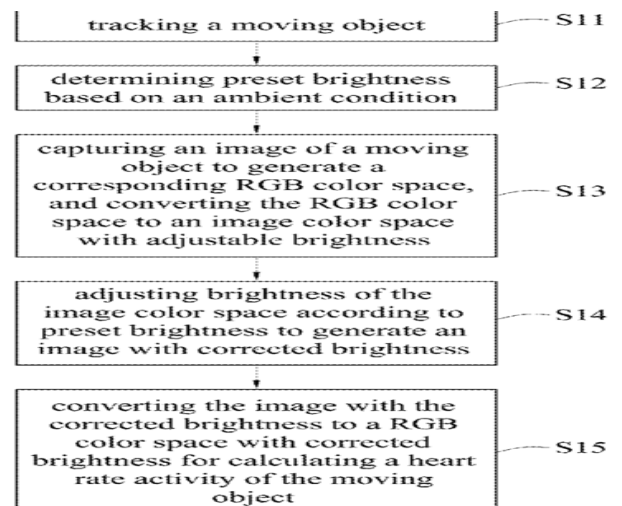 tracking a moving object
S11
determining preset brightness
based on an ambient condition
S12
capturing an image of a moving
object to generate a
corresponding RGB color space,
and converting the RGB color
space to an image color space
with adjustable brightness
S13
adjusting brightness of the
image color space according to
preset brightness to generate an
image with corrected brightness
S14
converting the image with the
corrected brightness to a RGB
color space with corrected
brightness for calculating a heart
rate activity of the moving
object
S15